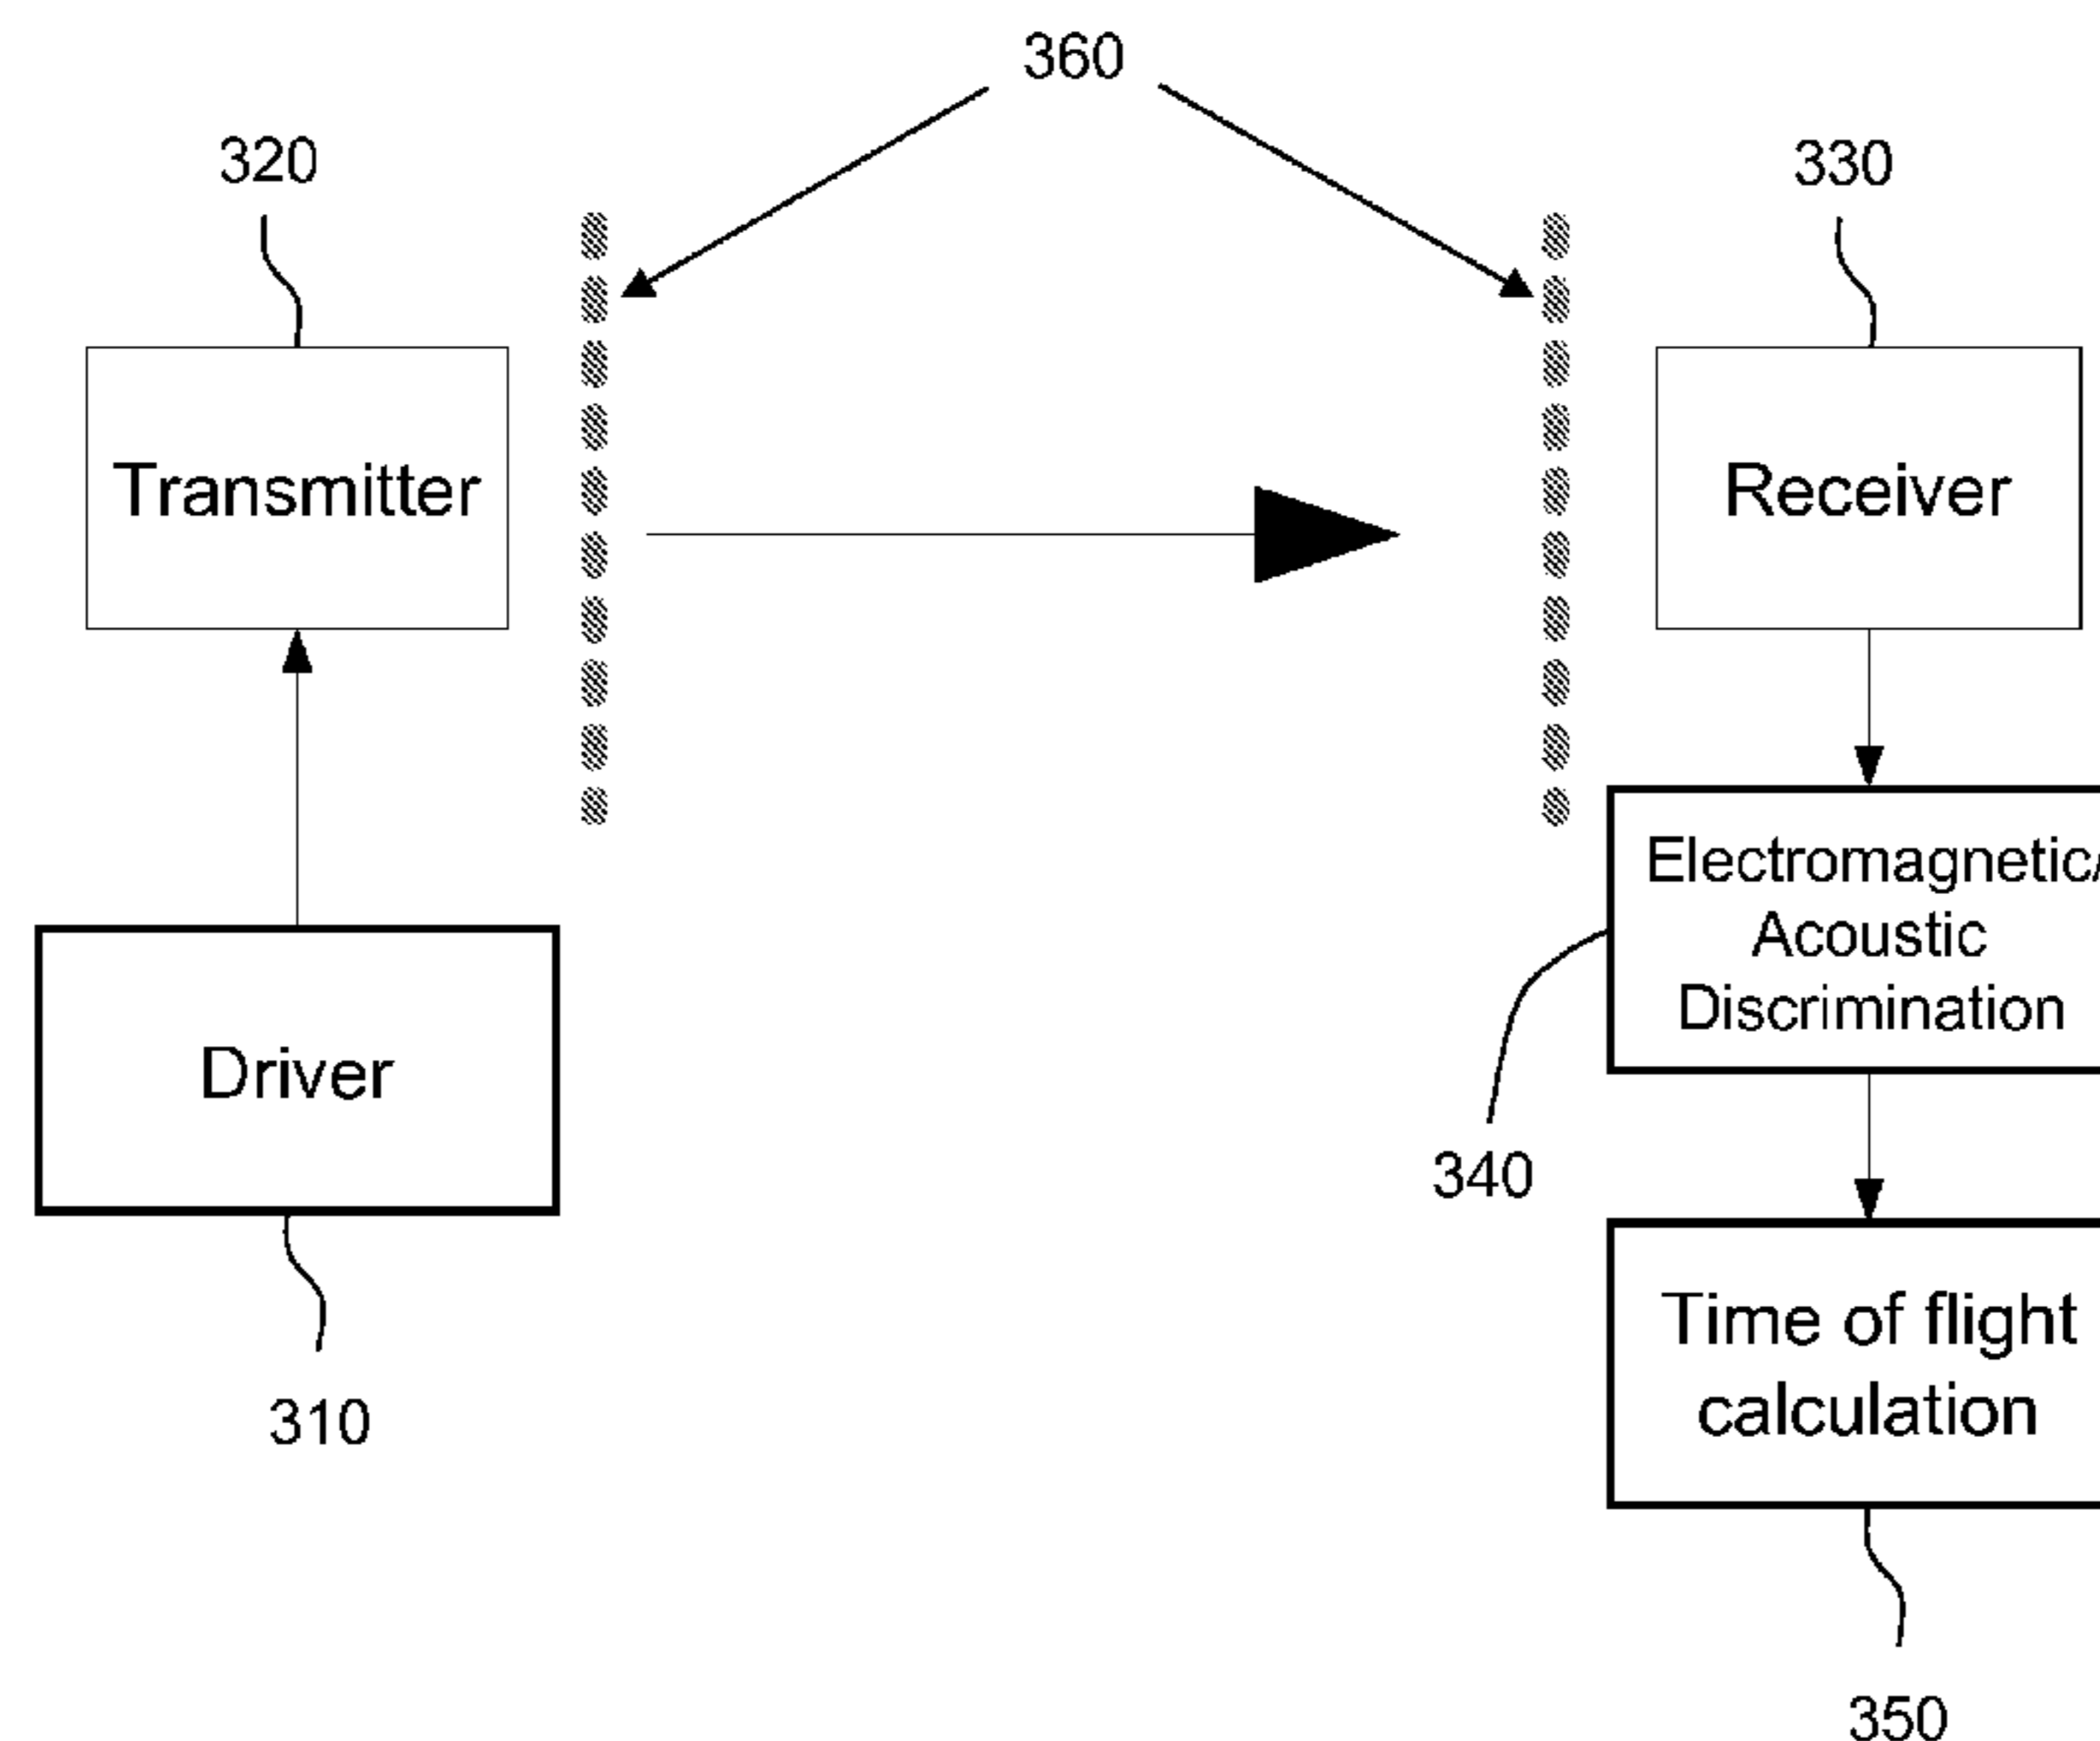 360
320
330
Transmitter
Receiver
Electromagnetic/
Acoustic
Discrimination
Driver
340
Time of flight
calculation
310
350